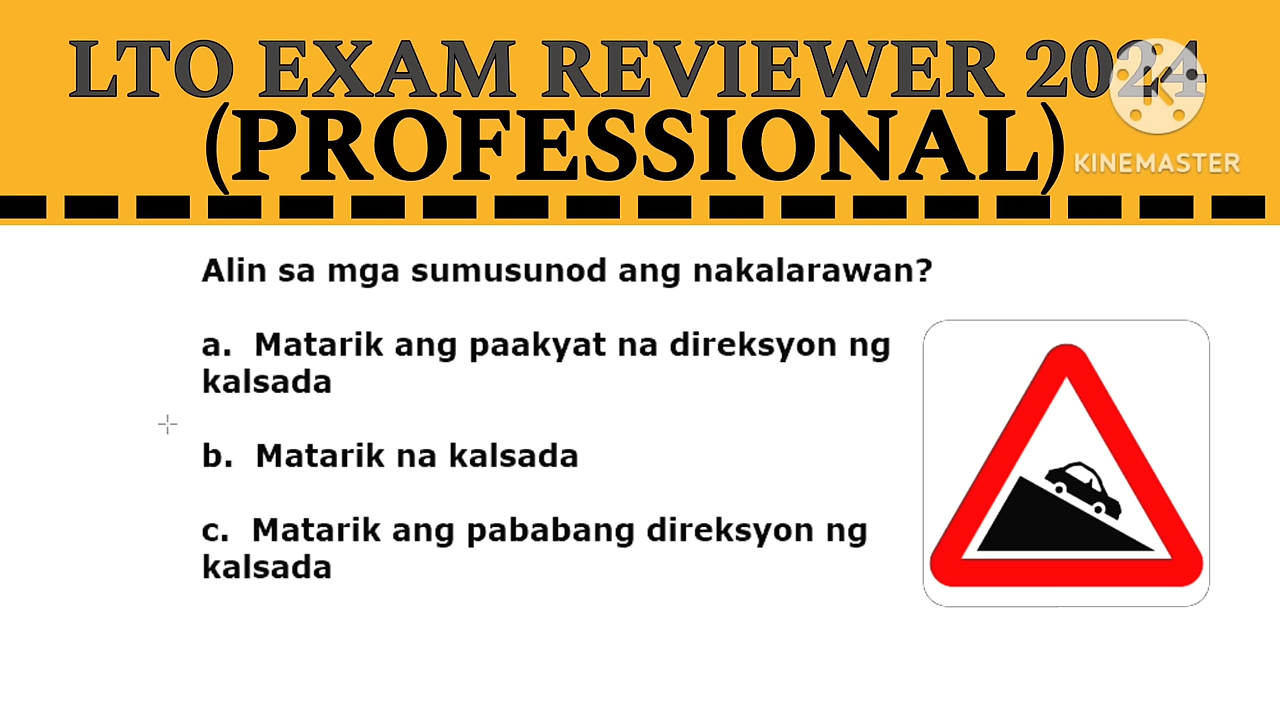 LTO EXAM REVIEWER 2024
(PROFESSIONAL)
K
KINEMASTER
Alin sa mga sumusunod ang nakalarawan?
a. Matarik ang paakyat na direksyon ng
kalsada
b. Matarik na kalsada
c. Matarik ang pababang direksyon ng
kalsada